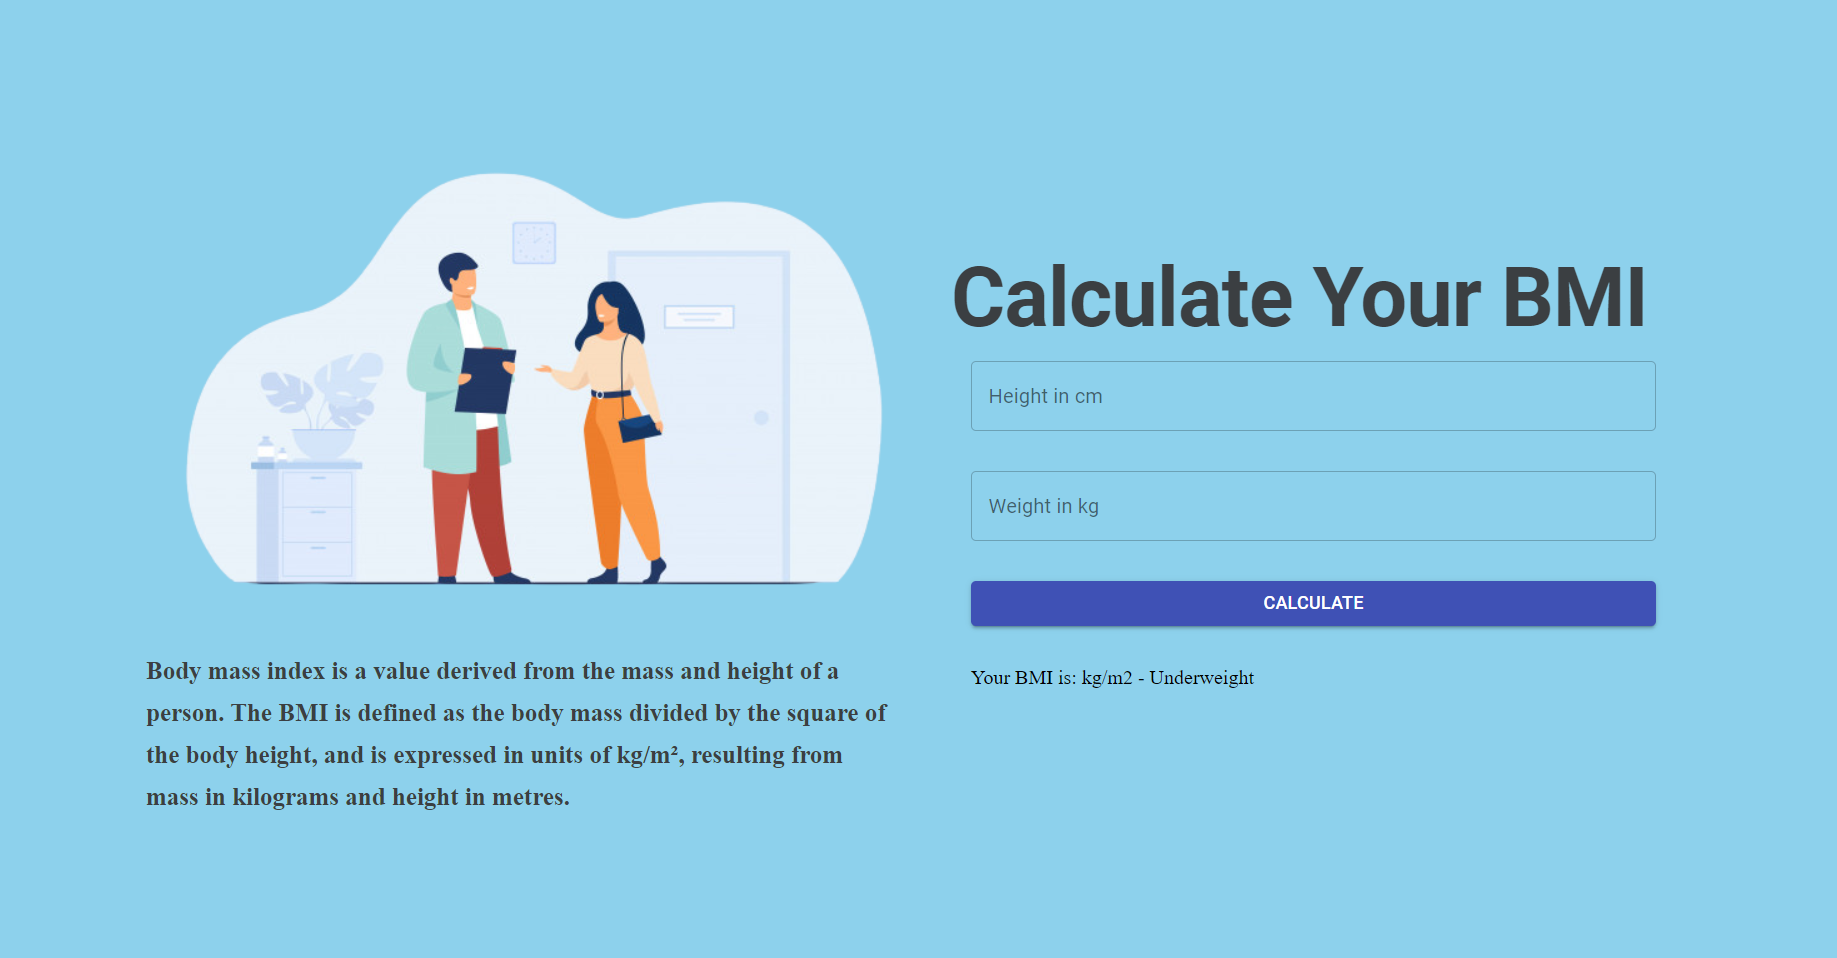 Calculate Your BMI
Height in cm
Weight in kg
CALCULATE
Your BMI is: kg/m2 - Underweight
Body mass index is a value derived from the mass and height of a
person. The BMI is defined as the body mass divided by the square of
the body height, and is expressed in units of kg/m², resulting from
mass in kilograms and height in metres.